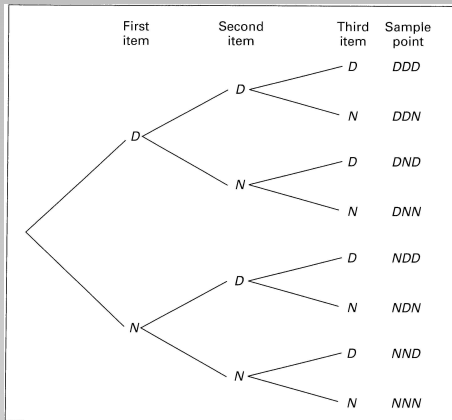 First Second Third Sample
item item item point
D DDD
D
N DDN
D
D DND
N
N DNN
D NDD
D
N NDN
N
D NND
N
N NNN